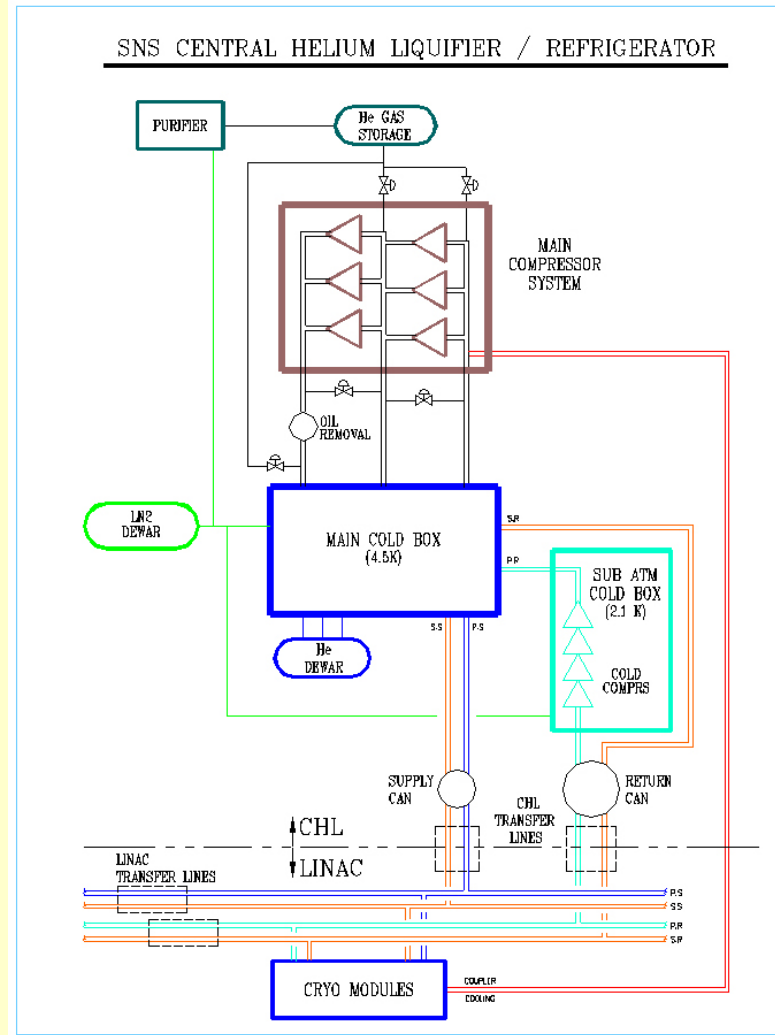 SNS CENTRAL HELIUM LIQUIFIER / REFRIGERATOR
PURIFIER
He GAS
STORAGE
MAIN
COMPRESSOR
SYSTEM
OIL
REMOVAL
LN2
DEWAR
MAIN COLD BOX
(4.5K)
S.R
P.R
SUB ATM
COLD BOX
(2.1 K)
COLD
COMPRS
S.S
P.S
He
DEWAR
SUPPLY
CAN
RETURN
CAN
CHL
TRANSFER
LINES
CHL
LINAC
LINAC
TRANSFER LINES
P.S
S.S
P.R
S.R
CRYO MODULES
COUPLER
COOLING